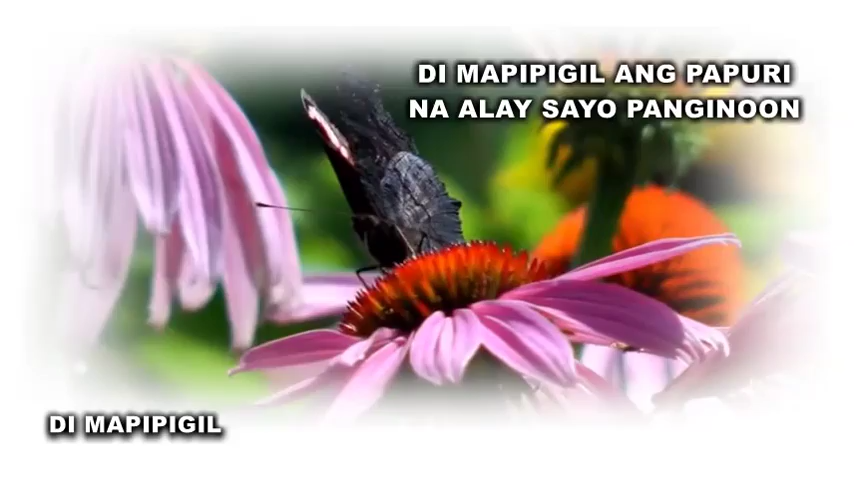 DI MAPIPIGIL ANG PAPURI
NA ALAY SAYO PANGINOON
DI MAPIPIGIL